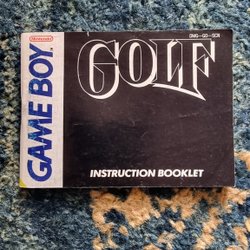 Nintendo
GAME BOY
DMG-GO-SCN
GOLF
INSTRUCTION BOOKLET